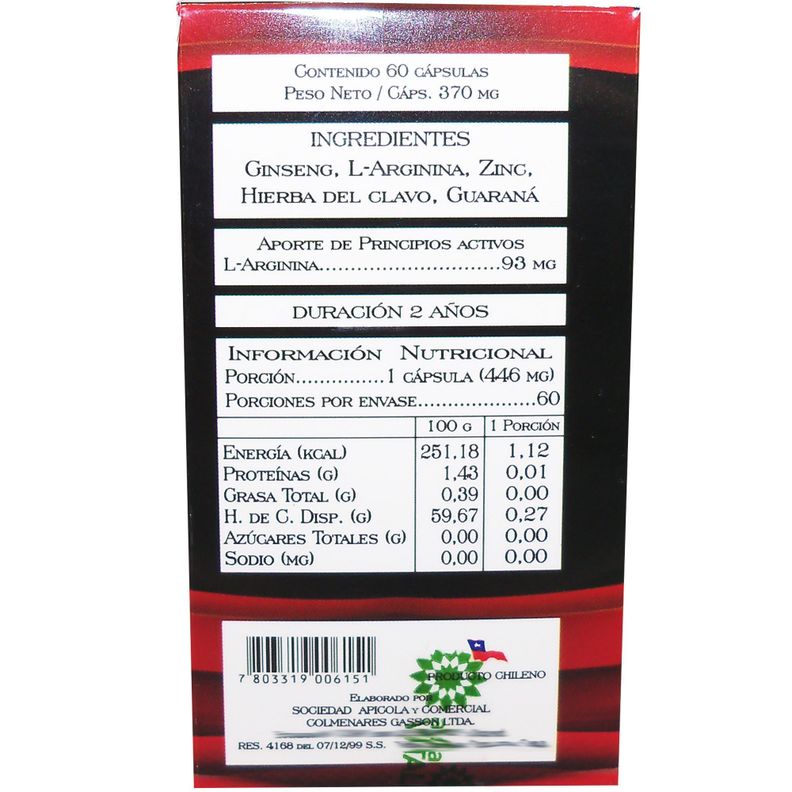 Contenido 60 cápsulas
Peso Neto / Cáps. 370 mg
INGREDIENTES
Ginseng, L-Arginina, Zinc,
Hierba del clavo, Guaraná
Aporte de Principios activos
L-Arginina..............................93 mg
DURACIÓN 2 AÑOS
Información Nutricional
Porción...............1 cápsula (446 mg)
Porciones por envase....................60
100 g 1 Porción
Energía (kcal) 251,18 1,12
Proteínas (g) 1,43 0,01
Grasa Total (g) 0,39 0,00
H. de C. Disp. (g) 59,67 0,27
Azúcares Totales (g) 0,00 0,00
Sodio (mg) 0,00 0,00
7 803319 006151
PRODUCTO CHILENO
Elaborado por
SOCIEDAD APICOLA Y COMERCIAL
COLMENARES GASSON LTDA.
RES. 4168 DEL 07/12/99 S.S.